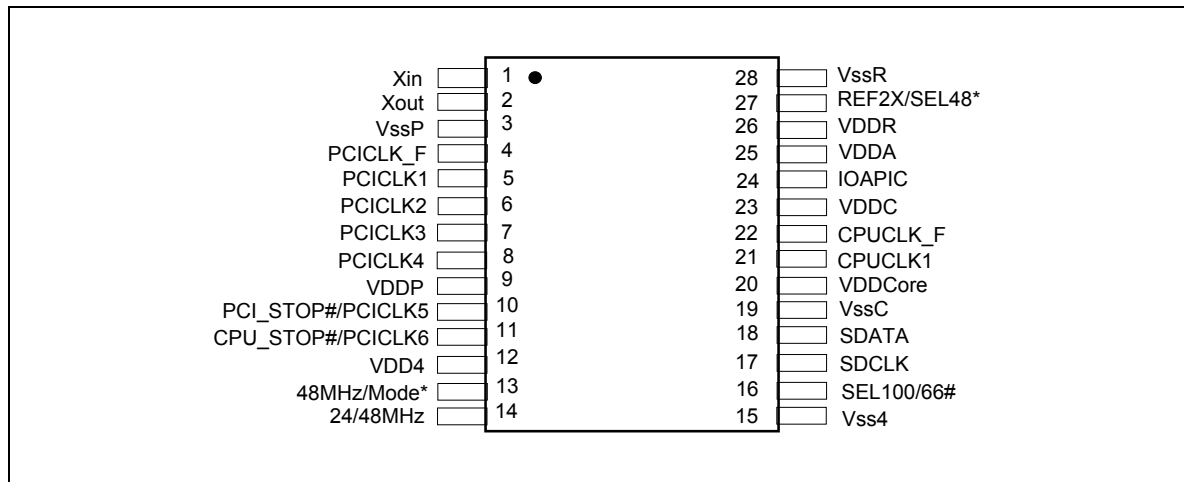 Xin 1 28 VssR
Xout 2 27 REF2X/SEL48*
VssP 3 26 VDDR
PCICLK_F 4 25 VDDA
PCICLK1 5 24 IOAPIC
PCICLK2 6 23 VDDC
PCICLK3 7 22 CPUCLK_F
PCICLK4 8 21 CPUCLK1
VDDP 9 20 VDDCore
PCI_STOP#/PCICLK5 10 19 VssC
CPU_STOP#/PCICLK6 11 18 SDATA
VDD4 12 17 SDCLK
48MHz/Mode* 13 16 SEL100/66#
24/48MHz 14 15 Vss4